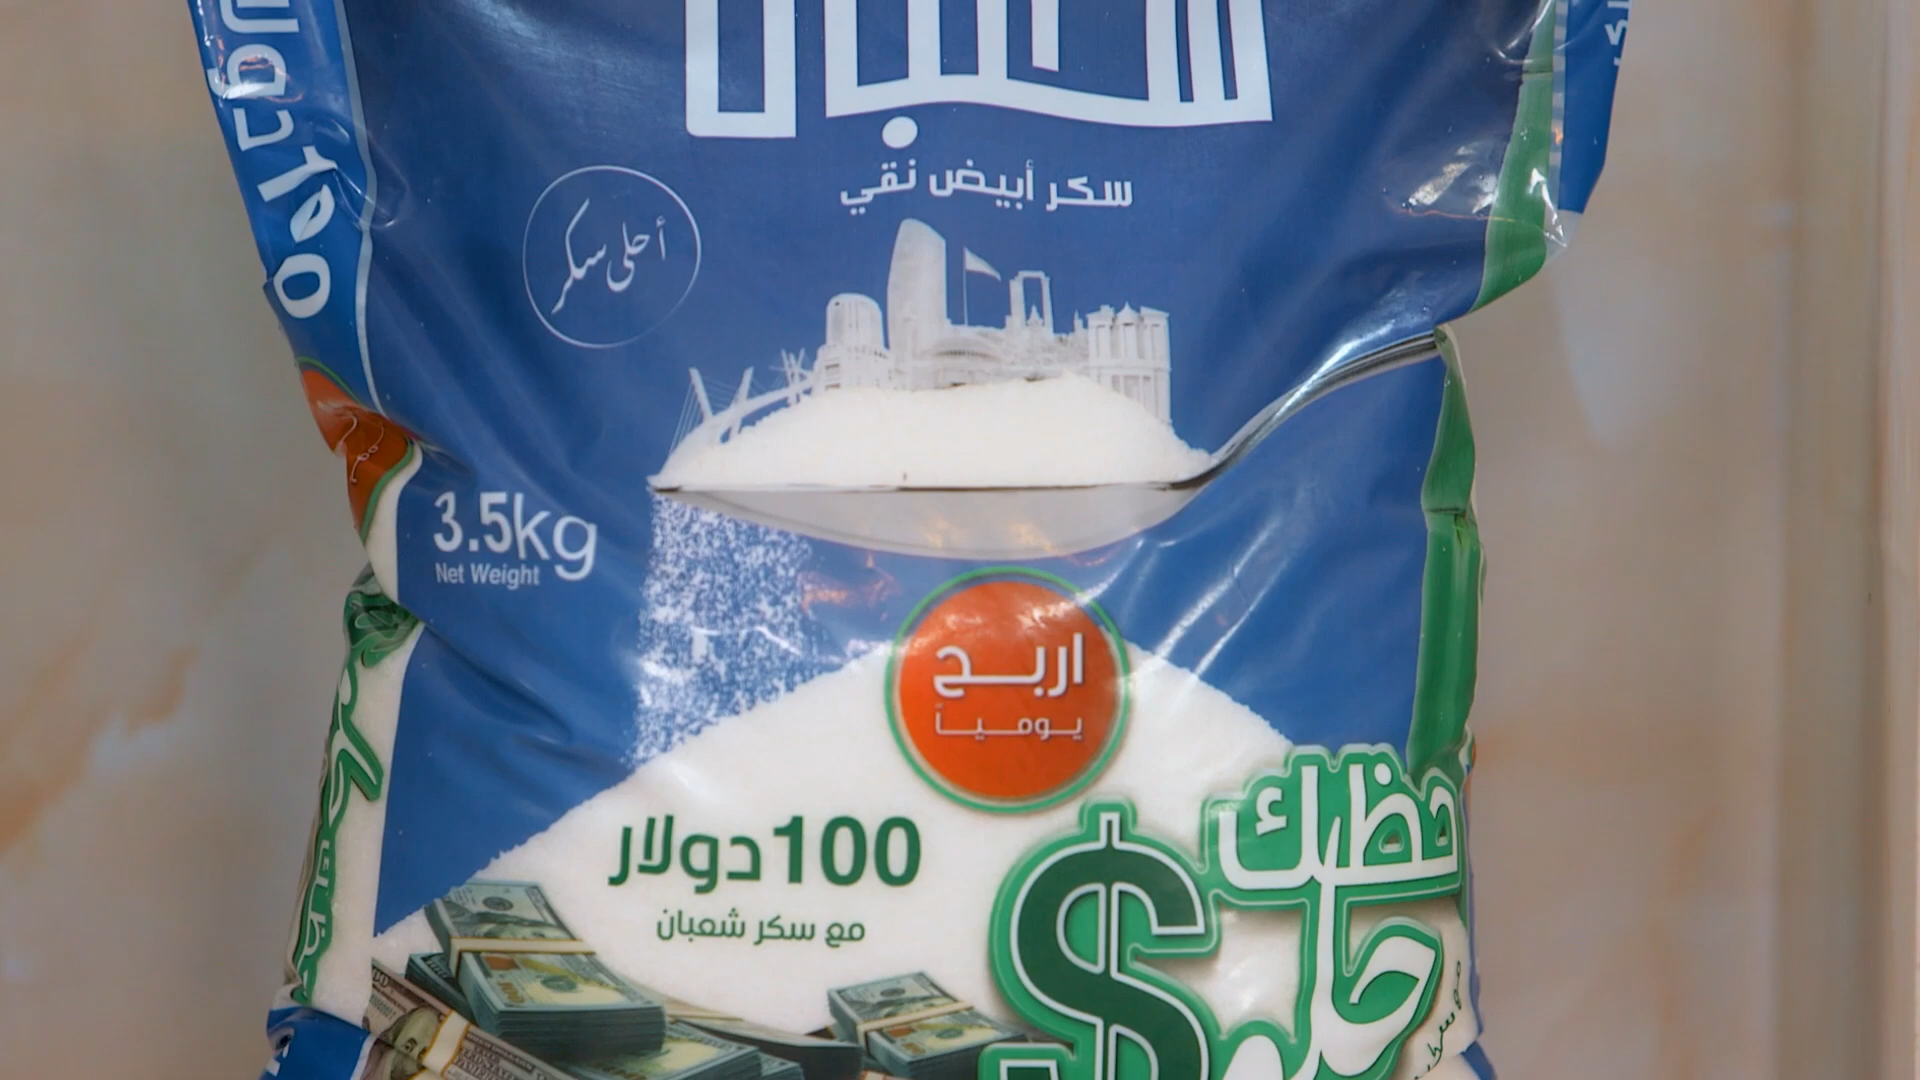 سكر أبيض نقي
أحلى سكر
3.5kg
Net Weight
اربح
يومياً
حظك
حلو
$
100 دولار
مع سكر شعبان